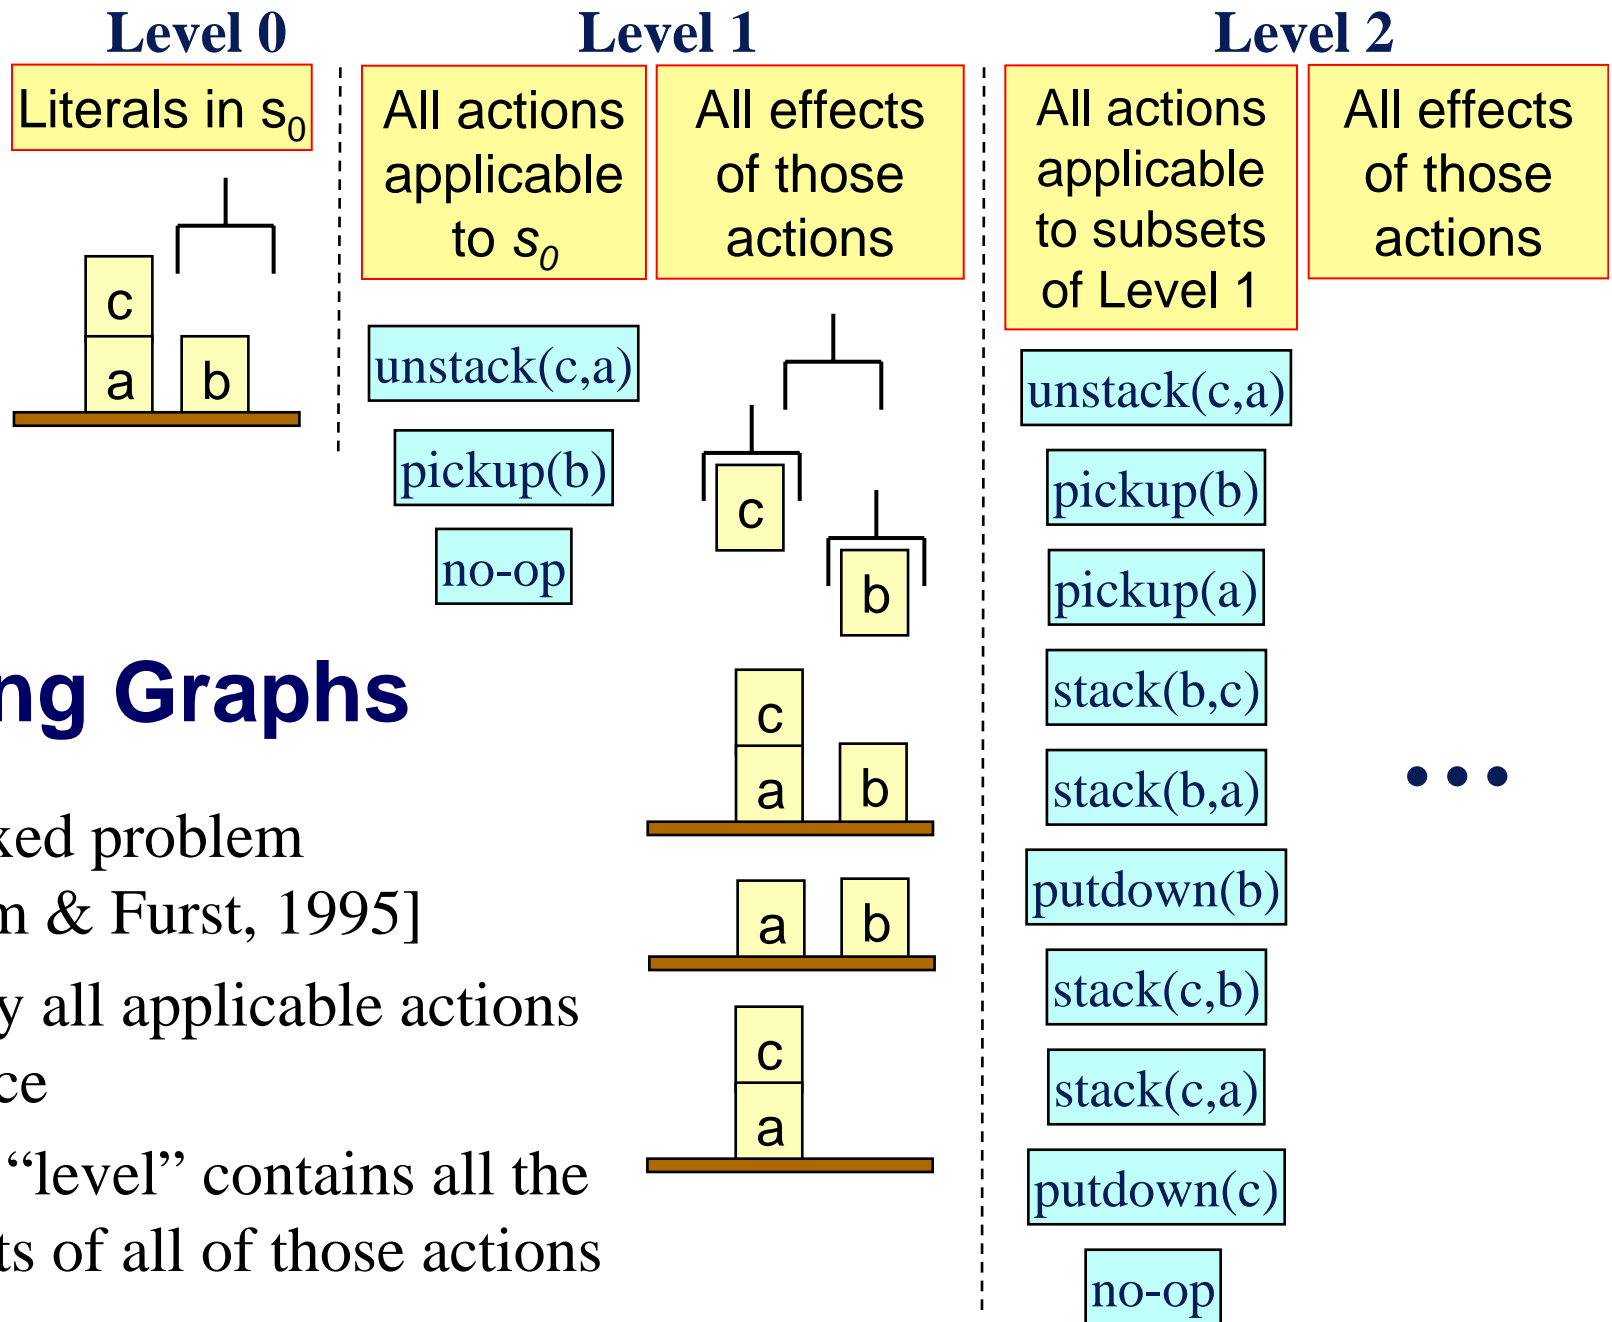 Level 0
Level 1
Level 2
Literals in s0
All actions
applicable
to s0
All effects
of those
actions
All actions
applicable
to subsets
of Level 1
All effects
of those
actions
c
a b
unstack(c,a)
pickup(b)
no-op
c
b
c
a b
a b
c
a
unstack(c,a)
pickup(b)
pickup(a)
stack(b,c)
stack(b,a)
putdown(b)
stack(c,b)
stack(c,a)
putdown(c)
no-op
• • •
ng Graphs
xed problem
m & Furst, 1995]
y all applicable actions
ce
“level” contains all the
ts of all of those actions